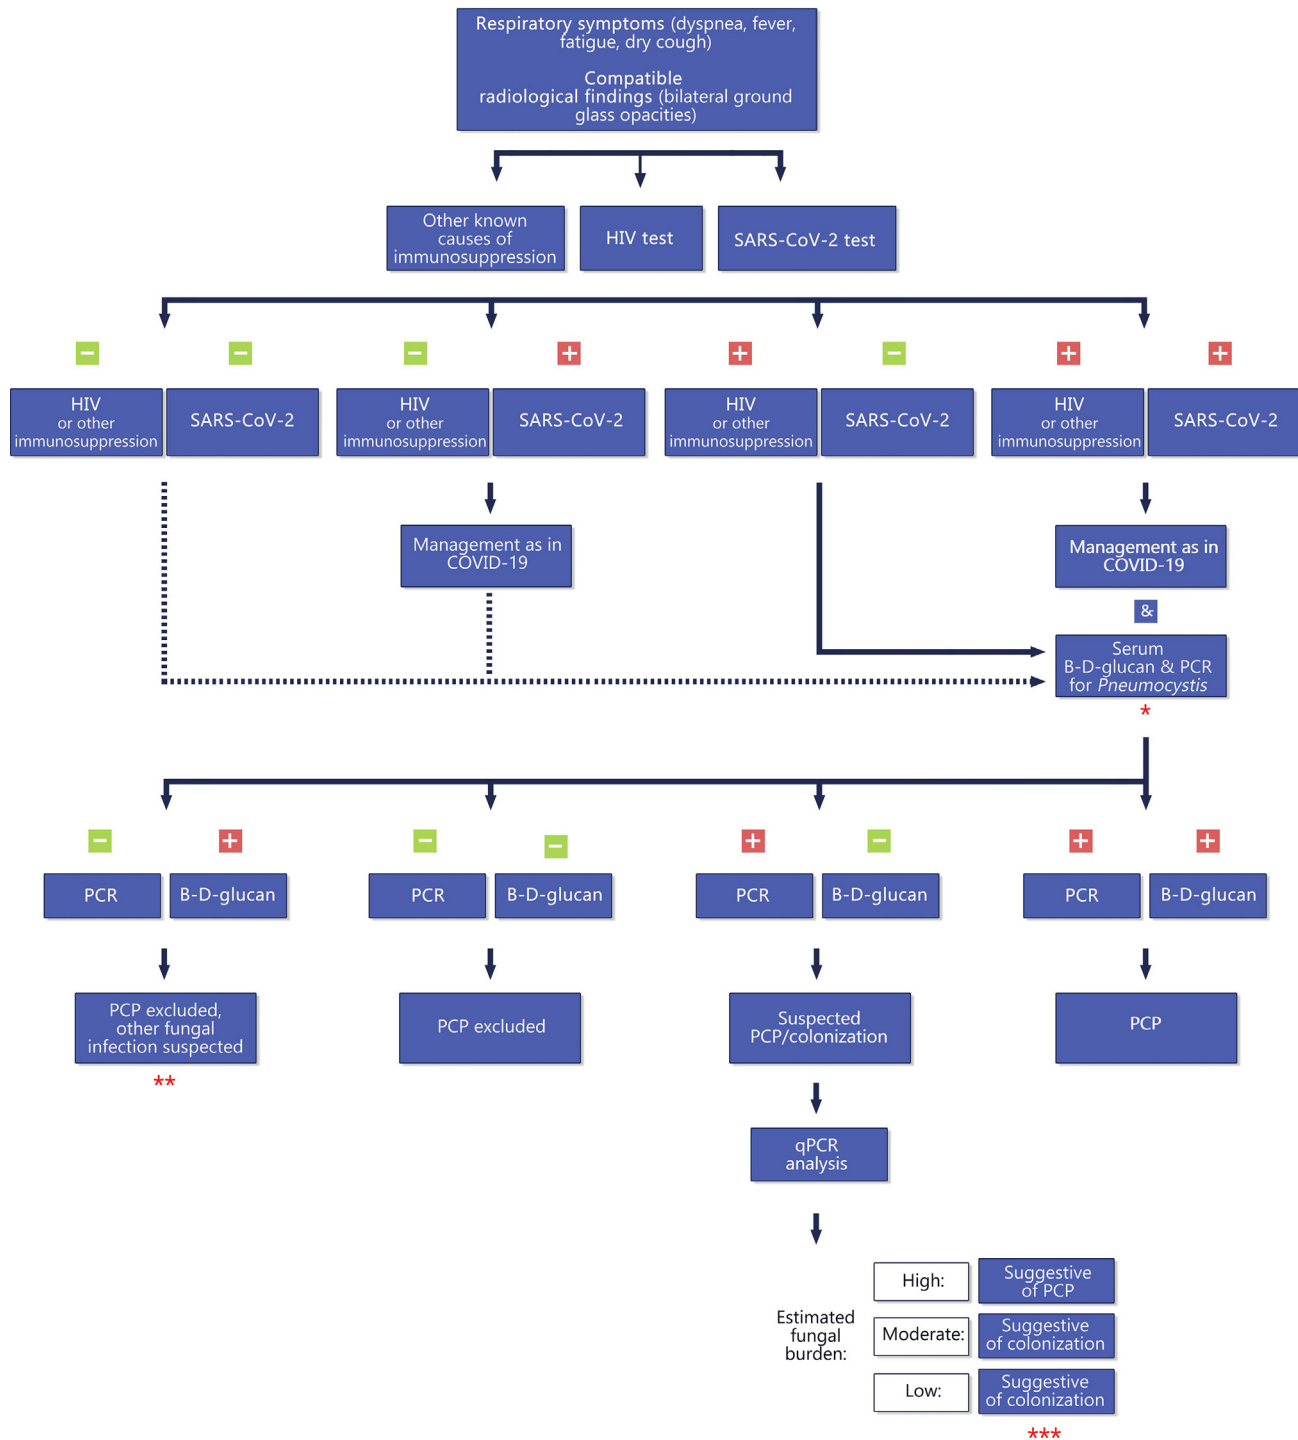 Respiratory symptoms (dyspnea, fever,
fatigue, dry cough)
Compatible
radiological findings (bilateral ground
glass opacities)
Other known
causes of
immunosuppression
HIV test
SARS-CoV-2 test
− − − + + − + +
HIV
or other
immunosuppression
SARS-CoV-2
HIV
or other
immunosuppression
SARS-CoV-2
HIV
or other
immunosuppression
SARS-CoV-2
HIV
or other
immunosuppression
SARS-CoV-2
Management as in
COVID-19
Management as in
COVID-19
&
Serum
B-D-glucan & PCR
for Pneumocystis
*
− + − − + − + +
PCR
B-D-glucan
PCR
B-D-glucan
PCR
B-D-glucan
PCR
B-D-glucan
PCP excluded,
other fungal
infection suspected
**
PCP excluded
Suspected
PCP/colonization
PCP
qPCR
analysis
Estimated
fungal
burden:
High:
Suggestive
of PCP
Moderate:
Suggestive
of colonization
Low:
Suggestive
of colonization
***